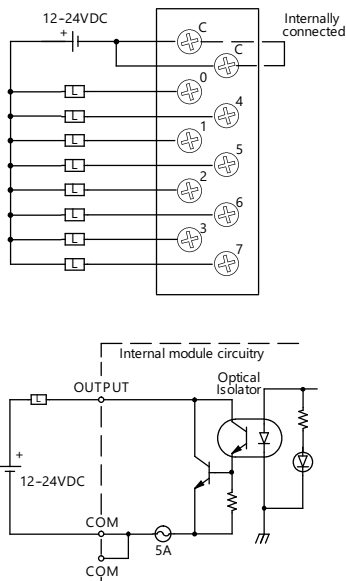 12-24VDC
Internally
connected
+
C
C
0
L
4
L
1
L
5
L
2
L
6
L
3
L
7
L
Internal module circuitry
OUTPUT
Optical
Isolator
L
+
12-24VDC
COM
5A
COM